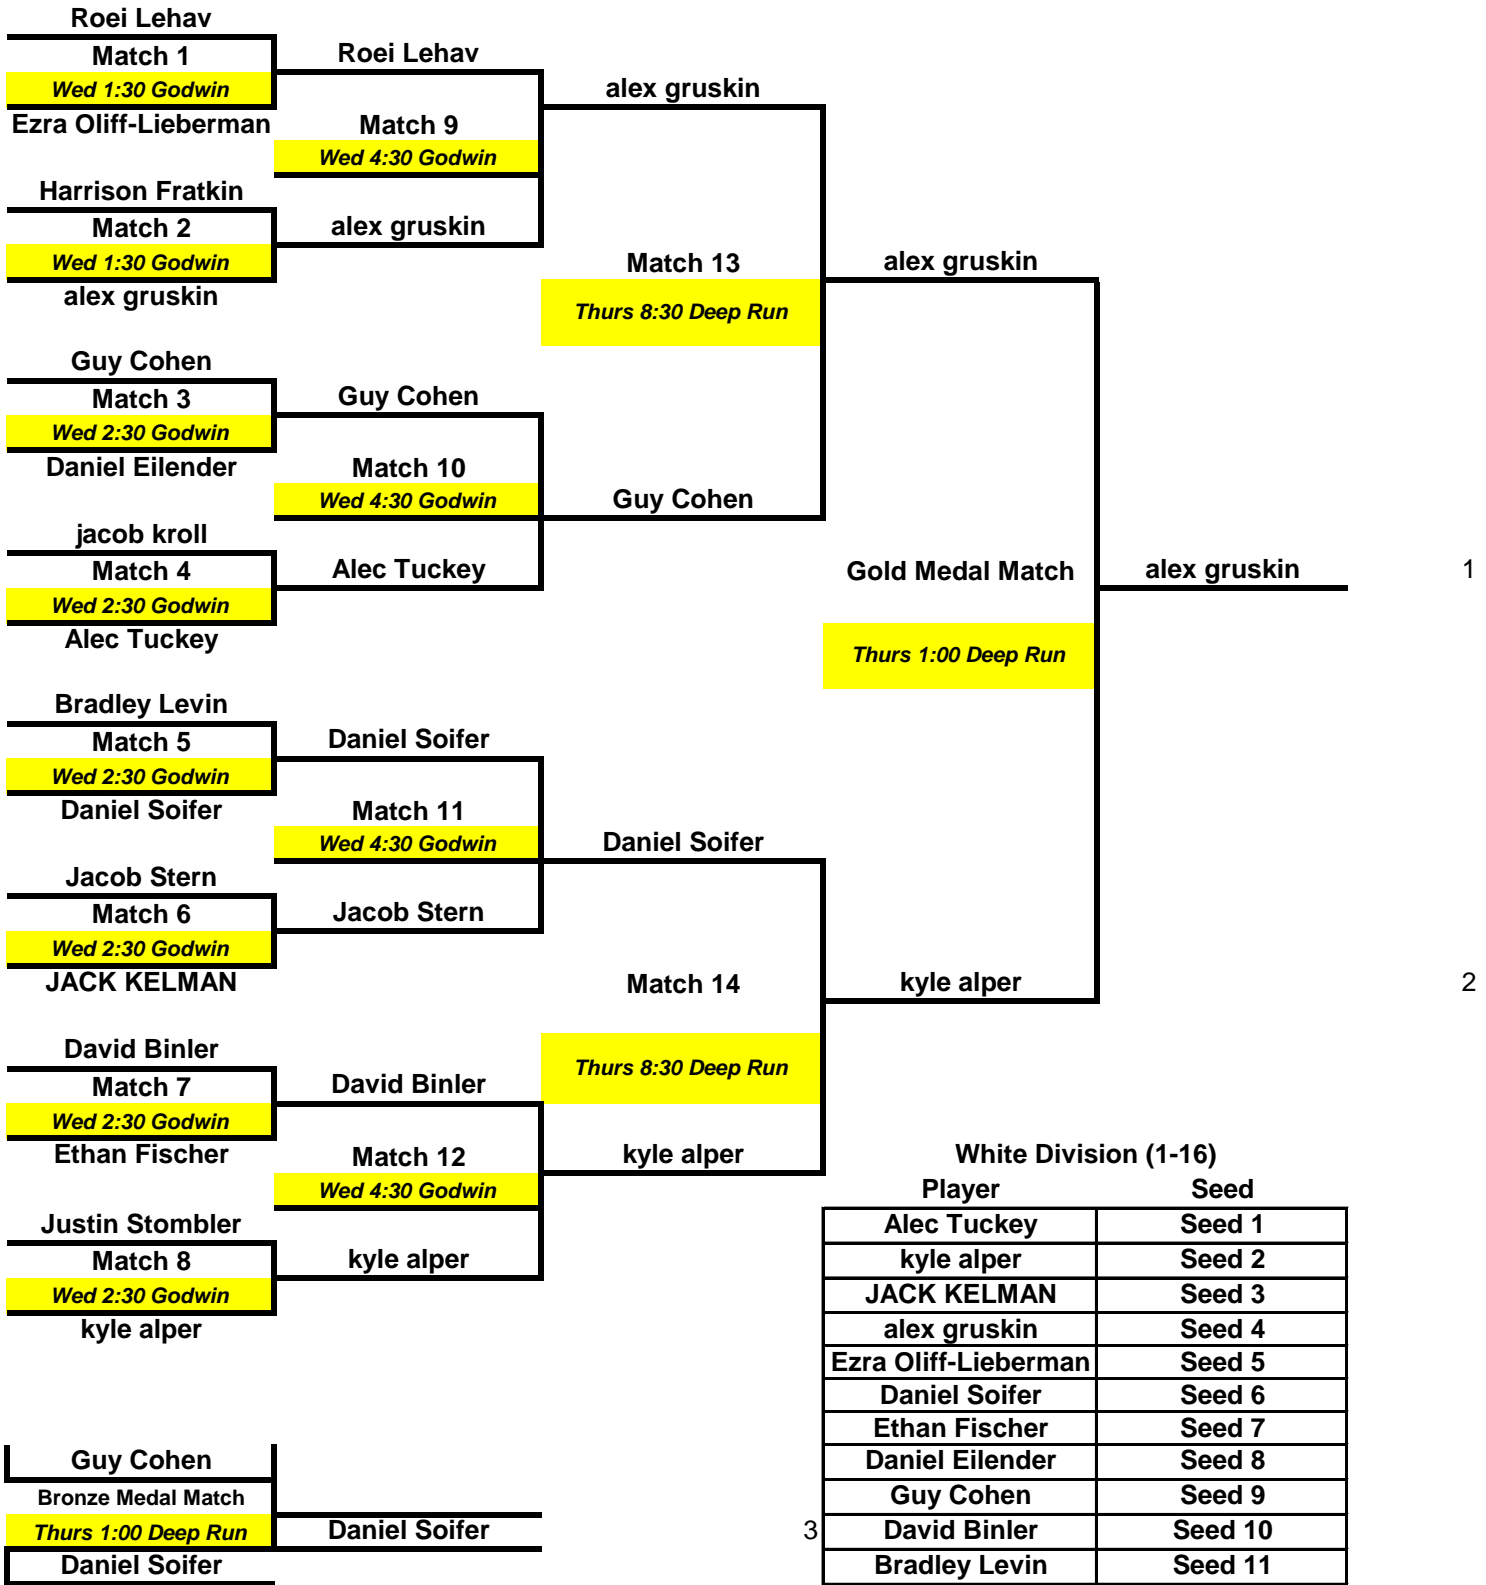 Roei Lehav
Match 1
Roei Lehav
Wed 1:30 Godwin
alex gruskin
Ezra Oliff-Lieberman
Match 9
Wed 4:30 Godwin
Harrison Fratkin
Match 2
alex gruskin
Wed 1:30 Godwin
Match 13
alex gruskin
alex gruskin
Thurs 8:30 Deep Run
Guy Cohen
Match 3
Guy Cohen
Wed 2:30 Godwin
Daniel Eilender
Match 10
Wed 4:30 Godwin
Guy Cohen
jacob kroll
Match 4
Alec Tuckey
Gold Medal Match
alex gruskin
1
Wed 2:30 Godwin
Alec Tuckey
Thurs 1:00 Deep Run
Bradley Levin
Match 5
Daniel Soifer
Wed 2:30 Godwin
Daniel Soifer
Match 11
Wed 4:30 Godwin
Daniel Soifer
Jacob Stern
Match 6
Jacob Stern
Wed 2:30 Godwin
JACK KELMAN
Match 14
kyle alper
2
David Binler
Thurs 8:30 Deep Run
Match 7
David Binler
Wed 2:30 Godwin
Ethan Fischer
Match 12
kyle alper
White Division (1-16)
Wed 4:30 Godwin
Player Seed
Justin Stombler
Alec Tuckey Seed 1
Match 8
kyle alper
kyle alper Seed 2
Wed 2:30 Godwin
JACK KELMAN Seed 3
kyle alper
alex gruskin Seed 4
Ezra Oliff-Lieberman Seed 5
Daniel Soifer Seed 6
Ethan Fischer Seed 7
Guy Cohen
Daniel Eilender Seed 8
Bronze Medal Match
Guy Cohen Seed 9
Thurs 1:00 Deep Run
Daniel Soifer
3
David Binler Seed 10
Daniel Soifer
Bradley Levin Seed 11